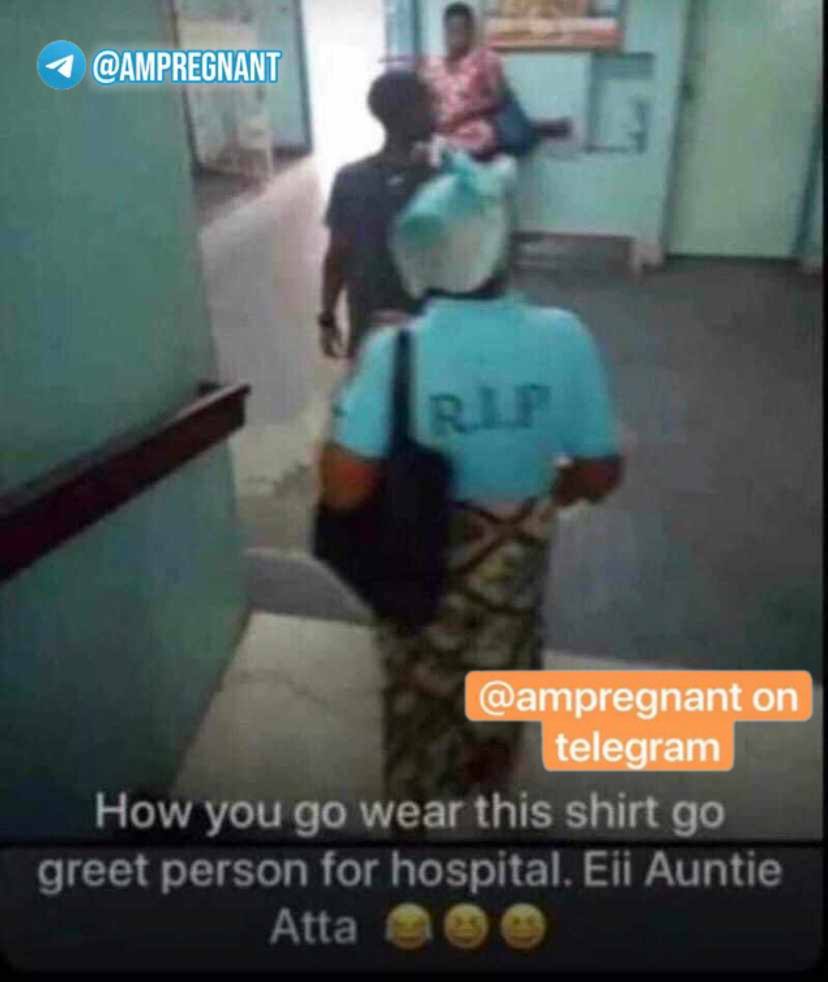 @AMPREGNANT
R.I.P
@ampregnant on
telegram
How you go wear this shirt go
greet person for hospital. Eii Auntie
Atta 😂😆😆